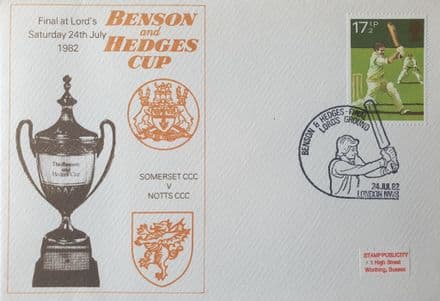 Final at Lord's
Saturday 24th July
1982
BENSON
and
HEDGES
CUP
The Benson
and
Hedges Cup
SOMERSET CCC
V
NOTTS CCC
17½P
BENSON & HEDGES - FINAL
LORDS GROUND
24 JUL 82
LONDON NW8
STAMP PUBLICITY
1 High Street
Worthing, Sussex